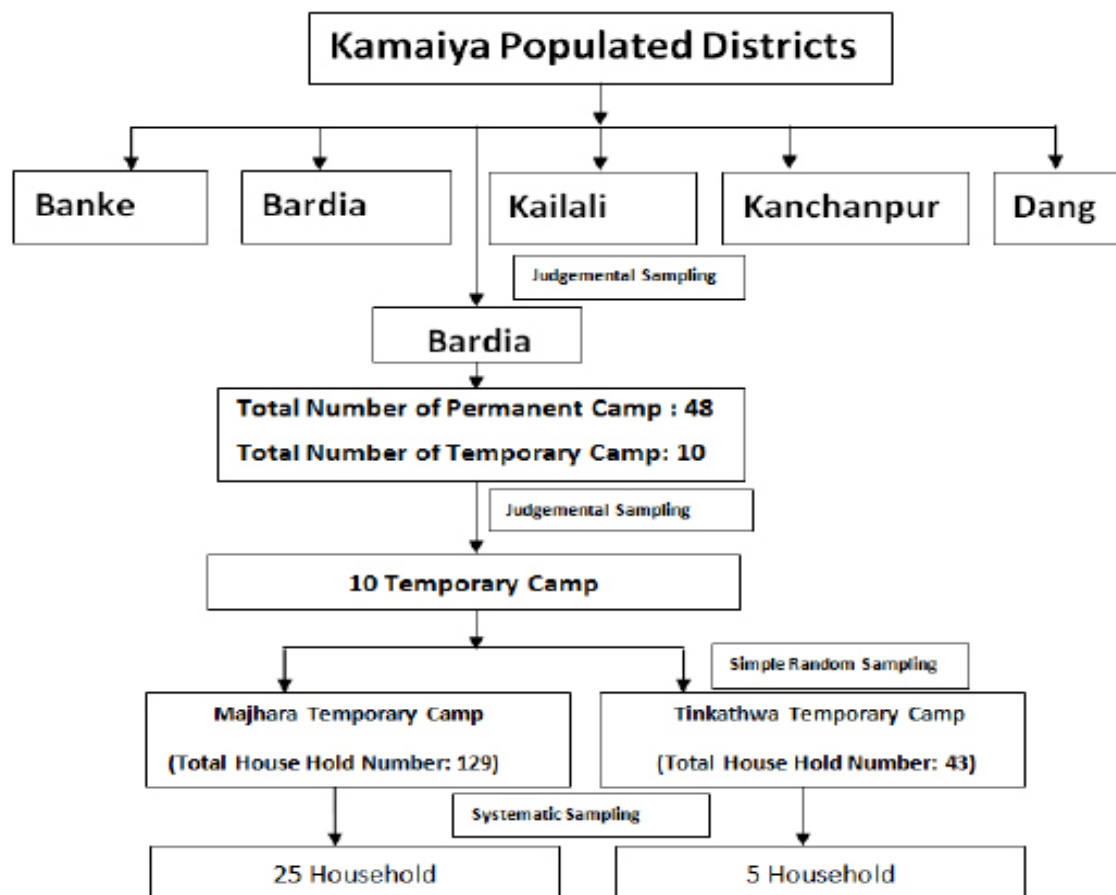 Kamaiya Populated Districts
Banke
Bardia
Kailali
Kanchanpur
Dang
Judgemental Sampling
Bardia
Total Number of Permanent Camp : 48
Total Number of Temporary Camp: 10
Judgemental Sampling
10 Temporary Camp
Simple Random Sampling
Majhara Temporary Camp
(Total House Hold Number: 129)
Tinkathwa Temporary Camp
(Total House Hold Number: 43)
Systematic Sampling
25 Household
5 Household